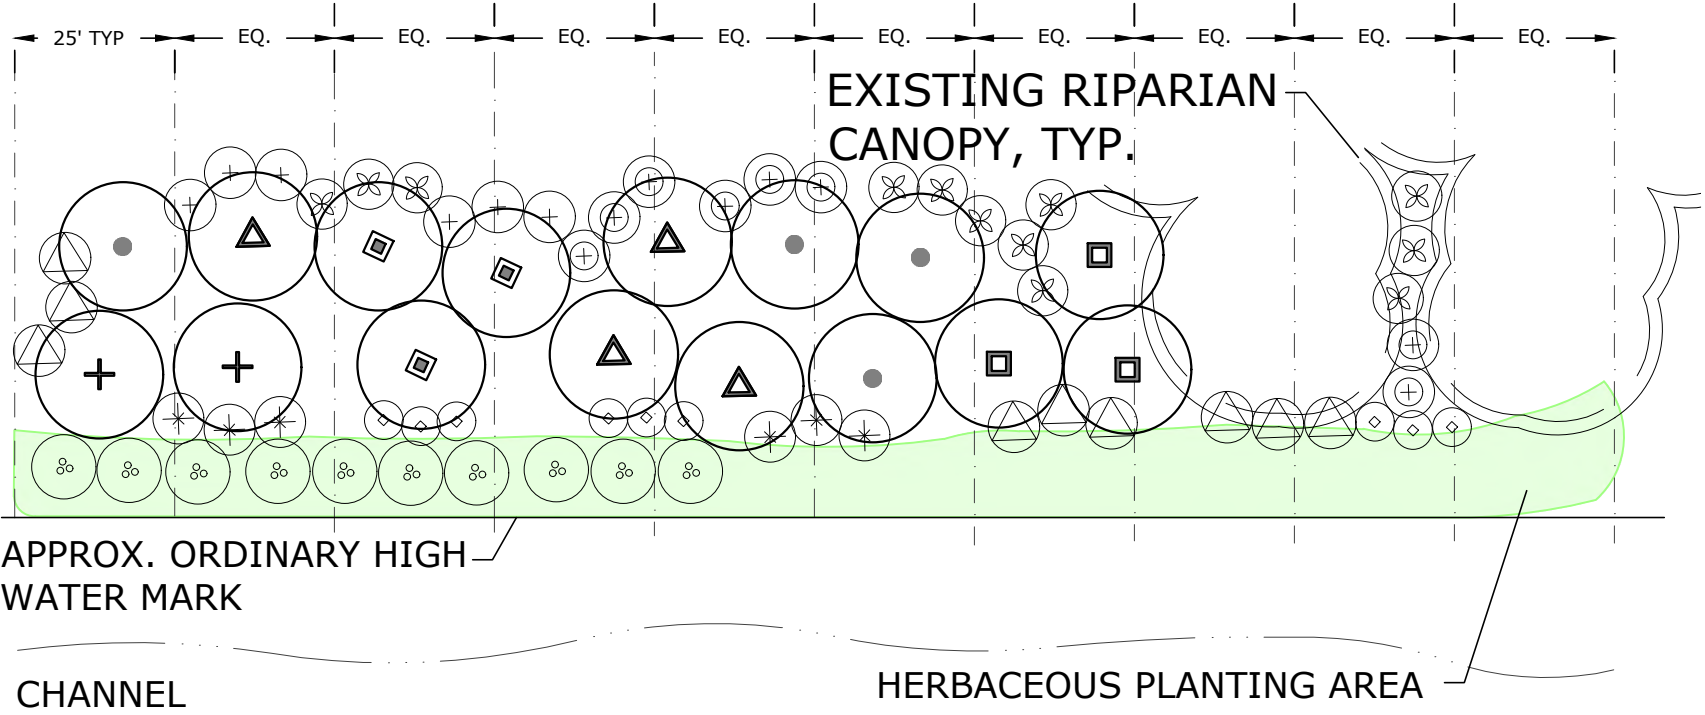 25' TYP EQ. EQ. EQ. EQ. EQ. EQ. EQ. EQ. EQ.
EXISTING RIPARIAN
CANOPY, TYP.
APPROX. ORDINARY HIGH
WATER MARK
HERBACEOUS PLANTING AREA
CHANNEL